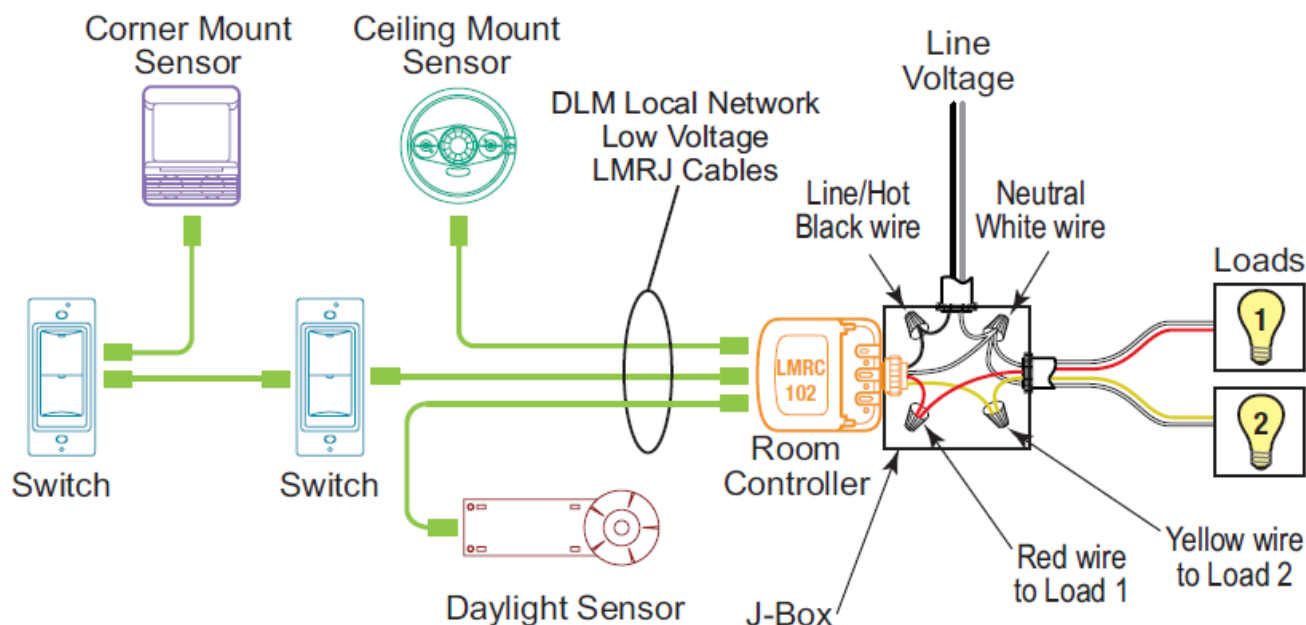 Corner Mount
Sensor
Ceiling Mount
Sensor
Line
Voltage
DLM Local Network
Low Voltage
LMRJ Cables
Line/Hot
Black wire
Neutral
White wire
Loads
1
LMRC
102
2
Switch
Switch
Room
Controller
Daylight Sensor
J-Box
Red wire
to Load 1
Yellow wire
to Load 2